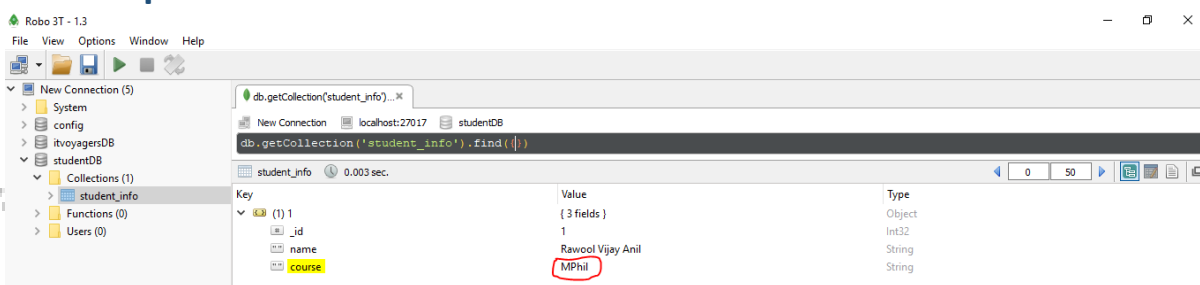 Robo 3T - 1.3
File View Options Window Help
New Connection (5)
System
config
itvoyagersDB
studentDB
Collections (1)
student_info
Functions (0)
Users (0)
db.getCollection('student_info')...
New Connection localhost:27017 studentDB
db.getCollection('student_info').find({})
student_info 0.003 sec. 0 50
Key Value Type
(1) 1 { 3 fields } Object
_id 1 Int32
name Rawool Vijay Anil String
course MPhil String